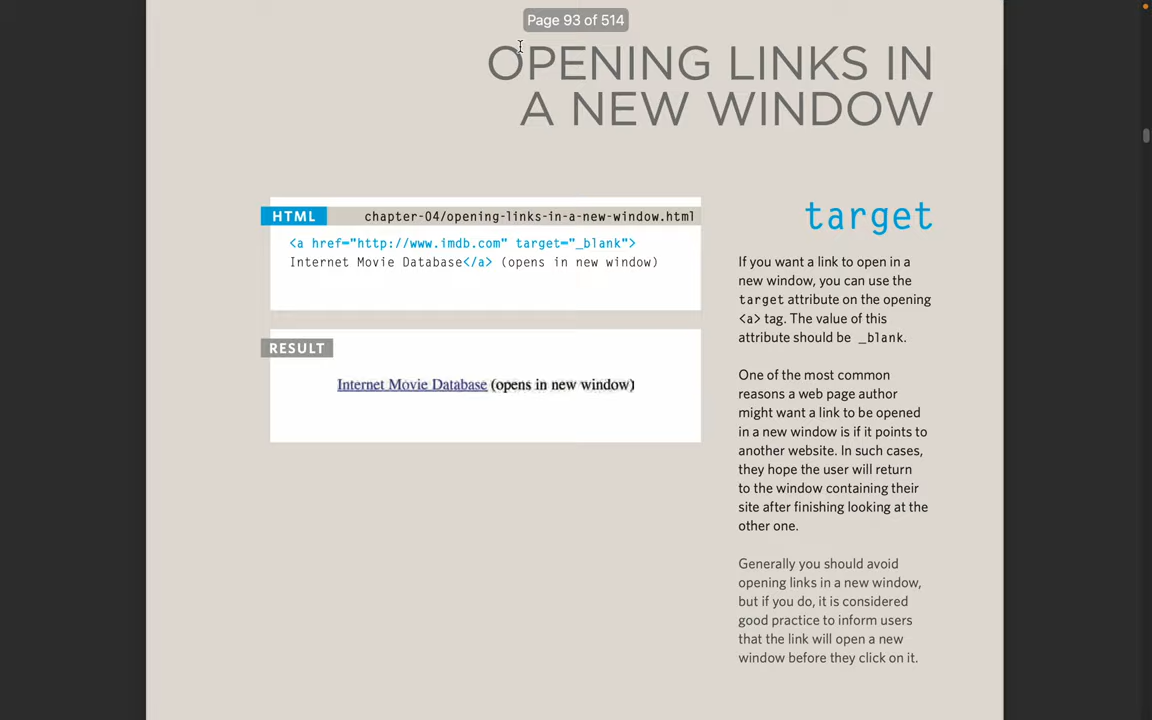 Page 93 of 514
OPENING LINKS IN
A NEW WINDOW
HTML
chapter-04/opening-links-in-a-new-window.html
<a href="http://www.imdb.com" target="_blank">
Internet Movie Database</a> (opens in new window)
RESULT
Internet Movie Database (opens in new window)
target
If you want a link to open in a
new window, you can use the
target attribute on the opening
<a> tag. The value of this
attribute should be _blank.
One of the most common
reasons a web page author
might want a link to be opened
in a new window is if it points to
another website. In such cases,
they hope the user will return
to the window containing their
site after finishing looking at the
other one.
Generally you should avoid
opening links in a new window,
but if you do, it is considered
good practice to inform users
that the link will open a new
window before they click on it.